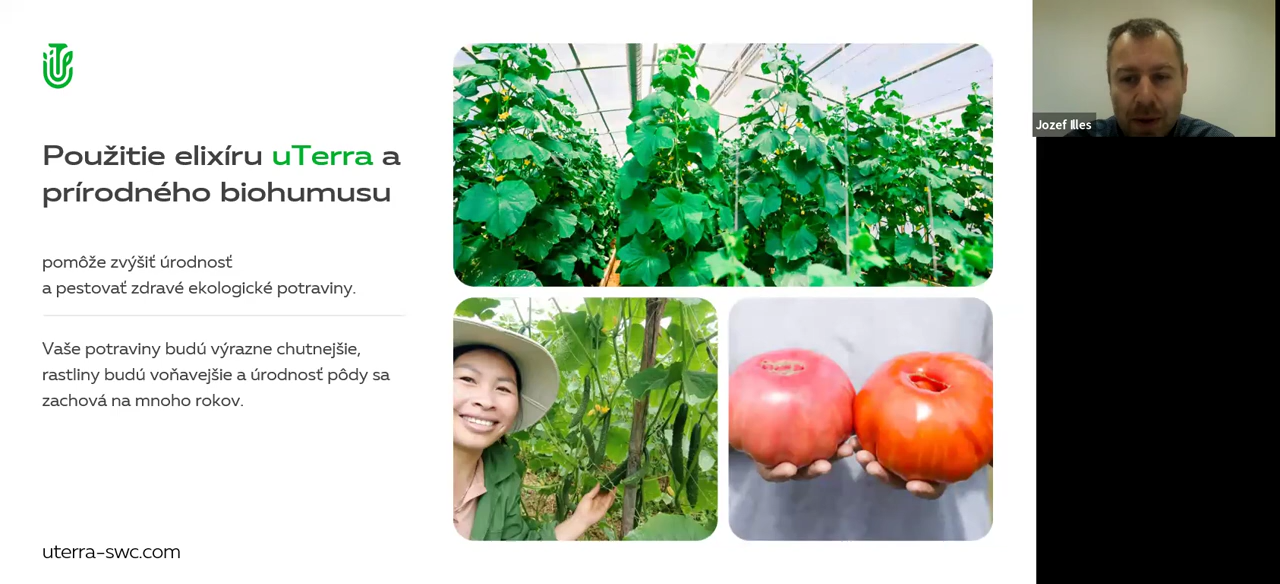 Použitie elixíru uTerra a
prírodného biohumusu
pomôže zvýšiť úrodnosť
a pestovať zdravé ekologické potraviny.
Vaše potraviny budú výrazne chutnejšie,
rastliny budú voňavejšie a úrodnosť pôdy sa
zachová na mnoho rokov.
uterra-swc.com
Jozef Illes